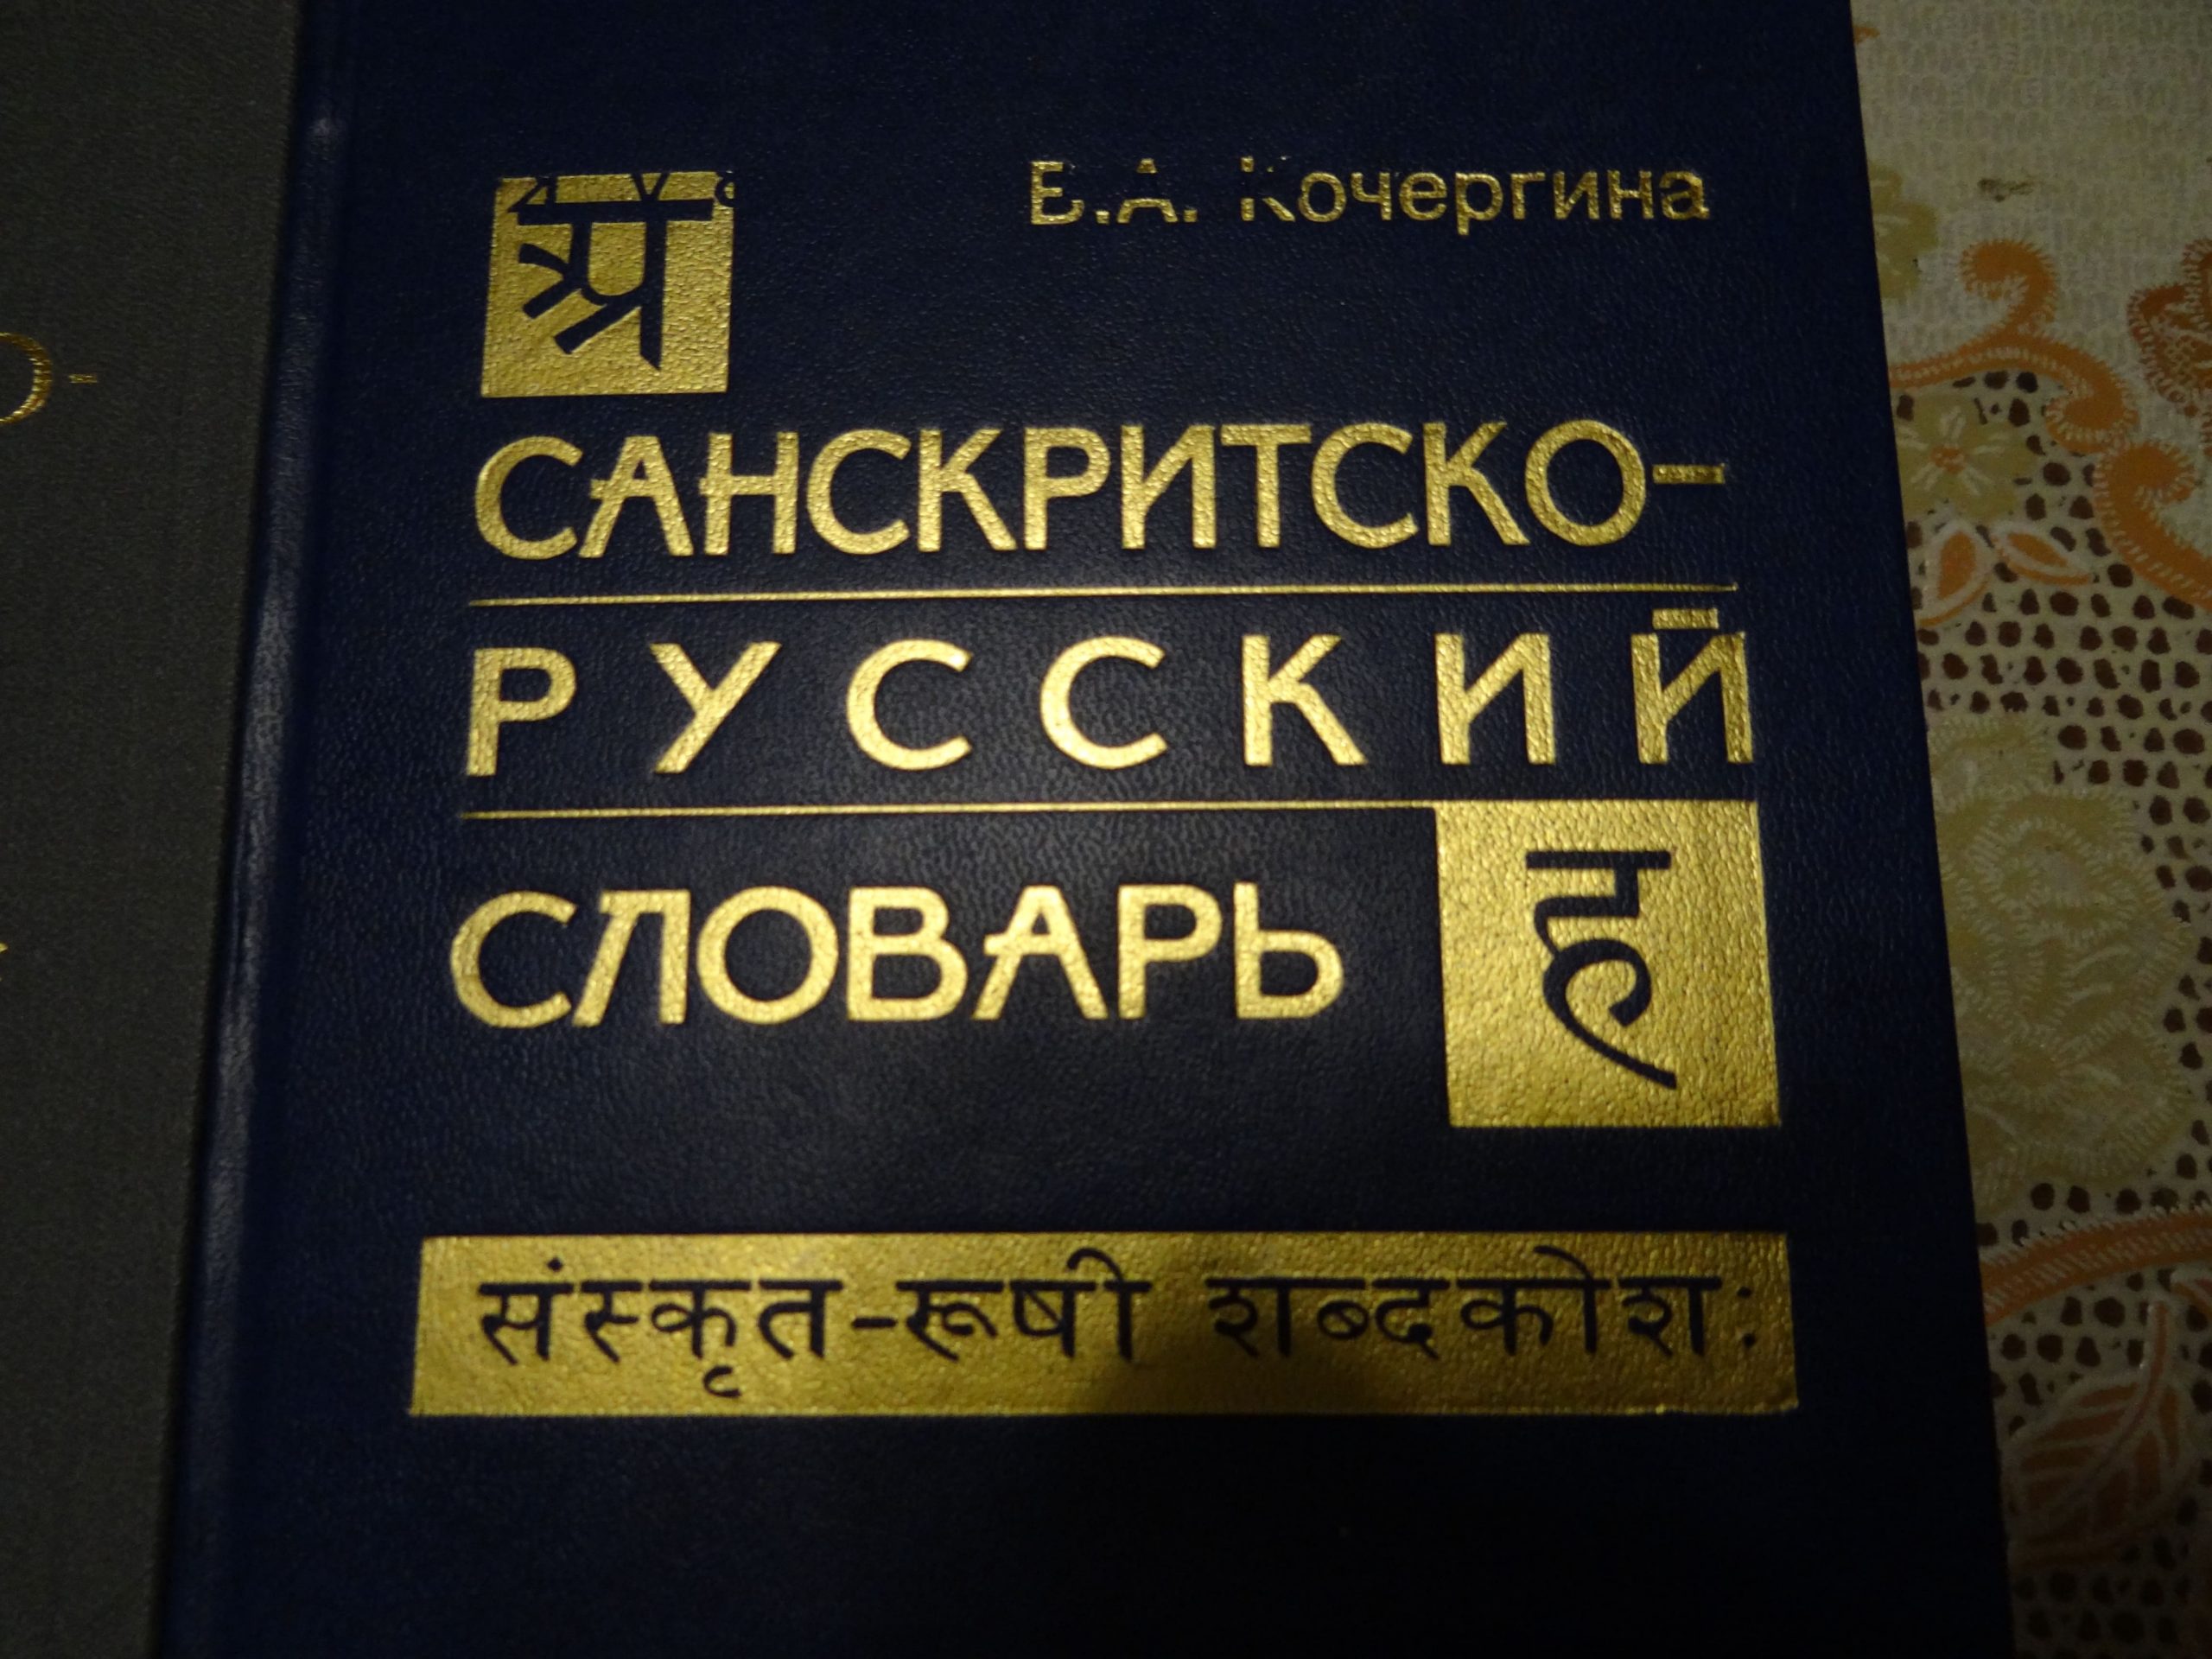 В.А. Кочергина
САНСКРИТСКО-
РУССКИЙ
СЛОВАРЬ
ह
संस्कृत-रूषी शब्दकोशः